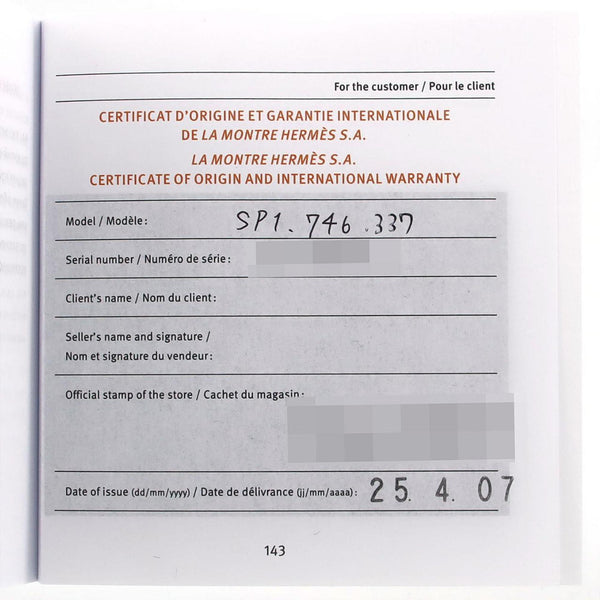 For the customer / Pour le client
CERTIFICAT D'ORIGINE ET GARANTIE INTERNATIONALE
DE LA MONTRE HERMÈS S.A.
LA MONTRE HERMÈS S.A.
CERTIFICATE OF ORIGIN AND INTERNATIONAL WARRANTY
Model / Modèle: SP1.746.337
Serial number / Numéro de série:
Client's name / Nom du client:
Seller's name and signature /
Nom et signature du vendeur:
Official stamp of the store / Cachet du magasin:
Date of issue (dd/mm/yyyy) / Date de délivrance (jj/mm/aaaa): 25. 4. 07
143